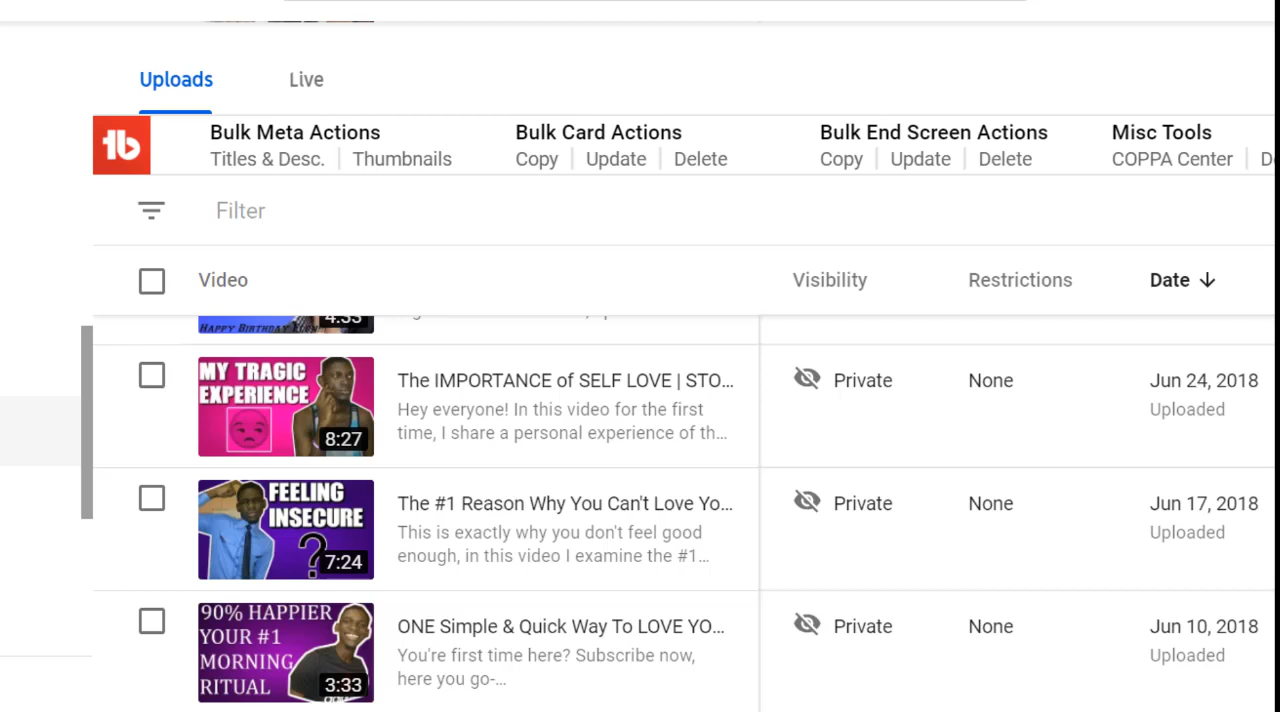 Uploads Live
tb
Bulk Meta Actions Bulk Card Actions Bulk End Screen Actions Misc Tools
Titles & Desc. Thumbnails Copy Update Delete Copy Update Delete COPPA Center
Filter
Video Visibility Restrictions Date
HAPPY BIRTHDAY 4:33
MY TRAGIC
EXPERIENCE
8:27
The IMPORTANCE of SELF LOVE | STO... Private None Jun 24, 2018
Hey everyone! In this video for the first Uploaded
time, I share a personal experience of th...
FEELING
INSECURE
?
7:24
The #1 Reason Why You Can't Love Yo... Private None Jun 17, 2018
This is exactly why you don't feel good Uploaded
enough, in this video I examine the #1...
90% HAPPIER
YOUR #1
MORNING
RITUAL
3:33
ONE Simple & Quick Way To LOVE YO... Private None Jun 10, 2018
You're first time here? Subscribe now, Uploaded
here you go-...